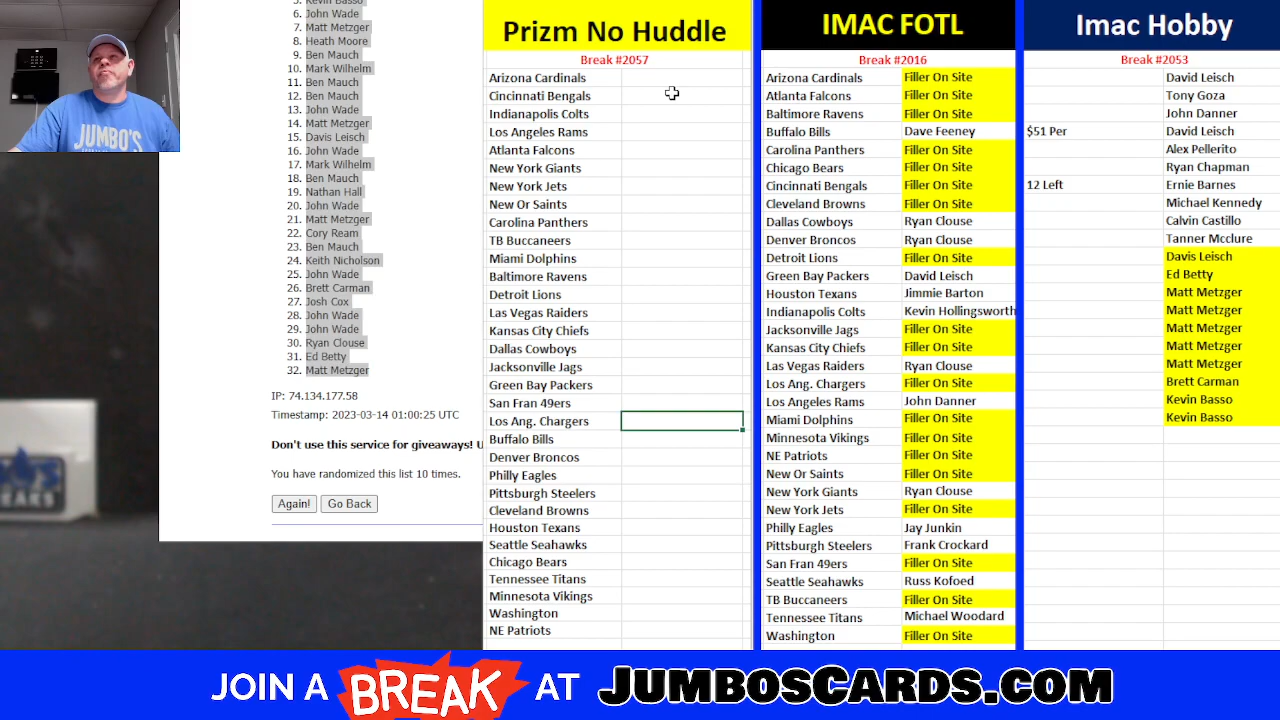 5. Kevin Basso
6. John Wade
7. Matt Metzger
8. Heath Moore
9. Ben Mauch
10. Mark Wilhelm
11. Ben Mauch
12. Ben Mauch
13. John Wade
14. Matt Metzger
15. Davis Leisch
16. John Wade
17. Mark Wilhelm
18. Ben Mauch
19. Nathan Hall
20. John Wade
21. Matt Metzger
22. Cory Ream
23. Ben Mauch
24. Keith Nicholson
25. John Wade
26. Brett Carman
27. Josh Cox
28. John Wade
29. John Wade
30. Ryan Clouse
31. Ed Betty
32. Matt Metzger
IP: 74.134.177.58
Timestamp: 2023-03-14 01:00:25 UTC
Don't use this service for giveaways! U
You have randomized this list 10 times.
Again! Go Back
JUMBO'S
Prizm No Huddle
Break #2057
Arizona Cardinals
Cincinnati Bengals
Indianapolis Colts
Los Angeles Rams
Atlanta Falcons
New York Giants
New York Jets
New Or Saints
Carolina Panthers
TB Buccaneers
Miami Dolphins
Baltimore Ravens
Detroit Lions
Las Vegas Raiders
Kansas City Chiefs
Dallas Cowboys
Jacksonville Jags
Green Bay Packers
San Fran 49ers
Los Ang. Chargers
Buffalo Bills
Denver Broncos
Philly Eagles
Pittsburgh Steelers
Cleveland Browns
Houston Texans
Seattle Seahawks
Chicago Bears
Tennessee Titans
Minnesota Vikings
Washington
NE Patriots
IMAC FOTL
Break #2016
Arizona Cardinals Filler On Site
Atlanta Falcons Filler On Site
Baltimore Ravens Filler On Site
Buffalo Bills Dave Feeney
Carolina Panthers Filler On Site
Chicago Bears Filler On Site
Cincinnati Bengals Filler On Site
Cleveland Browns Filler On Site
Dallas Cowboys Ryan Clouse
Denver Broncos Ryan Clouse
Detroit Lions Filler On Site
Green Bay Packers David Leisch
Houston Texans Jimmie Barton
Indianapolis Colts Kevin Hollingsworth
Jacksonville Jags Filler On Site
Kansas City Chiefs Filler On Site
Las Vegas Raiders Ryan Clouse
Los Ang. Chargers Filler On Site
Los Angeles Rams John Danner
Miami Dolphins Filler On Site
Minnesota Vikings Filler On Site
NE Patriots Filler On Site
New Or Saints Filler On Site
New York Giants Ryan Clouse
New York Jets Filler On Site
Philly Eagles Jay Junkin
Pittsburgh Steelers Frank Crockard
San Fran 49ers Filler On Site
Seattle Seahawks Russ Kofoed
TB Buccaneers Filler On Site
Tennessee Titans Michael Woodard
Washington Filler On Site
Imac Hobby
Break #2053
David Leisch
Tony Goza
John Danner
$51 Per David Leisch
Alex Pellerito
Ryan Chapman
12 Left Ernie Barnes
Michael Kennedy
Calvin Castillo
Tanner Mcclure
Davis Leisch
Ed Betty
Matt Metzger
Matt Metzger
Matt Metzger
Matt Metzger
Matt Metzger
Brett Carman
Kevin Basso
Kevin Basso
JOIN A BREAK AT JUMBOSCARDS.COM